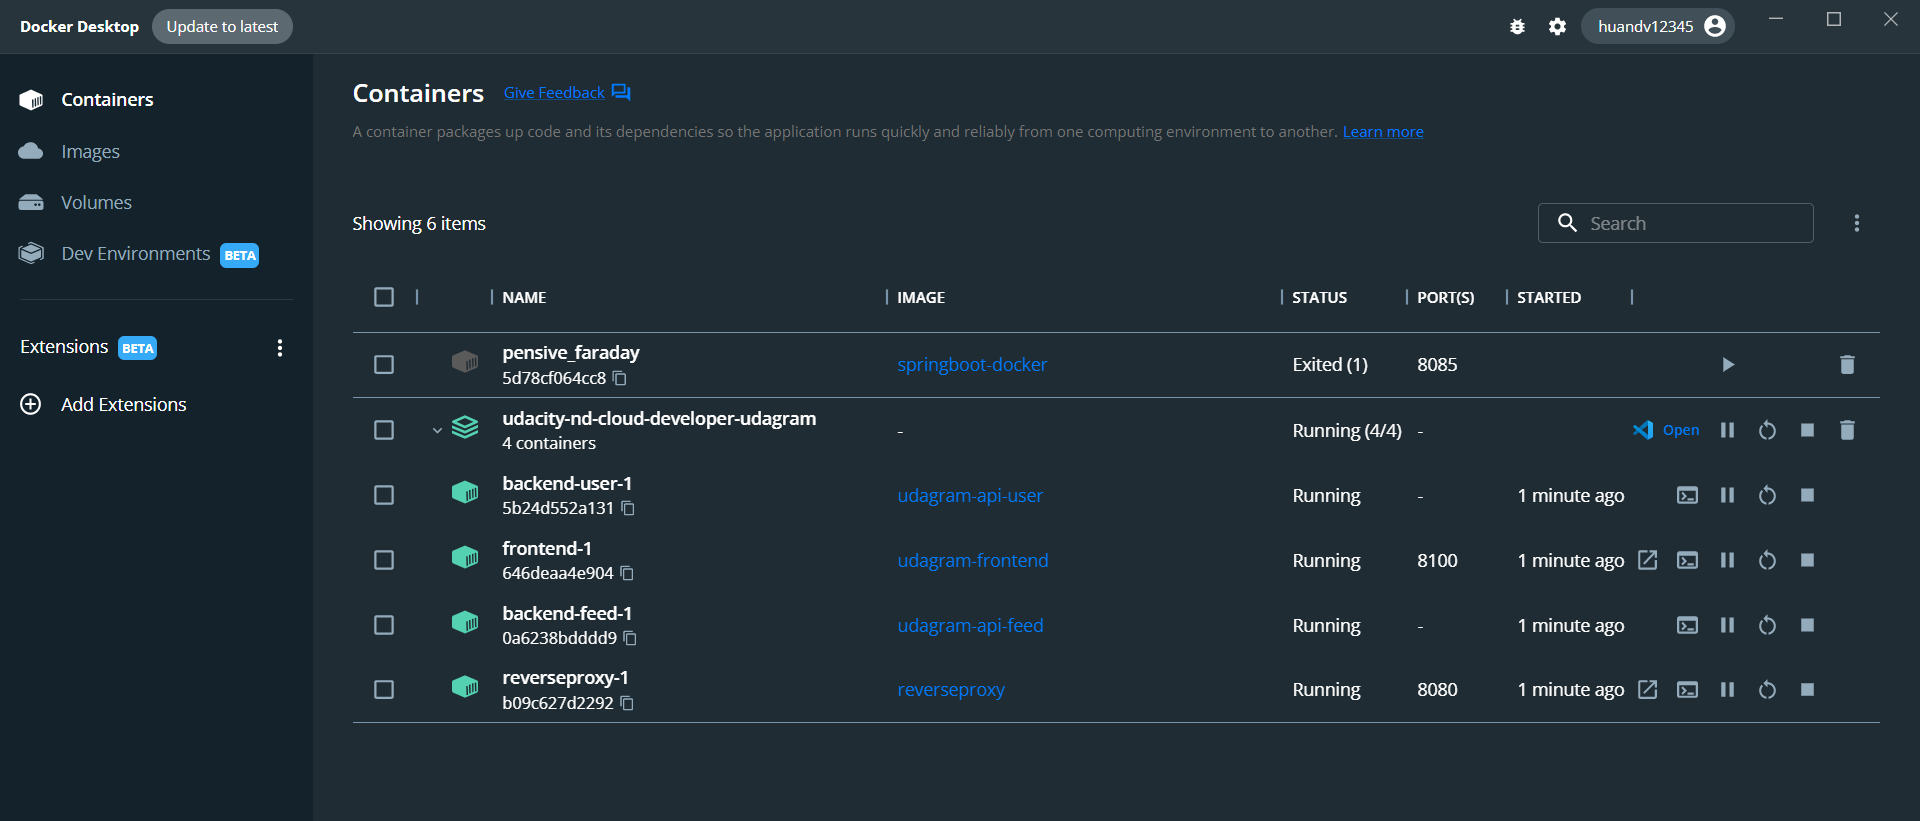 Docker Desktop Update to latest huandv12345
Containers
Images
Volumes
Dev Environments BETA
Extensions BETA
Add Extensions
Containers Give Feedback
A container packages up code and its dependencies so the application runs quickly and reliably from one computing environment to another. Learn more
Showing 6 items Search
NAME IMAGE STATUS PORT(S) STARTED
pensive_faraday
5d78cf064cc8 springboot-docker Exited (1) 8085
udacity-nd-cloud-developer-udagram
4 containers - Running (4/4) - Open
backend-user-1
5b24d552a131 udagram-api-user Running - 1 minute ago
frontend-1
646deaa4e904 udagram-frontend Running 8100 1 minute ago
backend-feed-1
0a6238bdddd9 udagram-api-feed Running - 1 minute ago
reverseproxy-1
b09c627d2292 reverseproxy Running 8080 1 minute ago